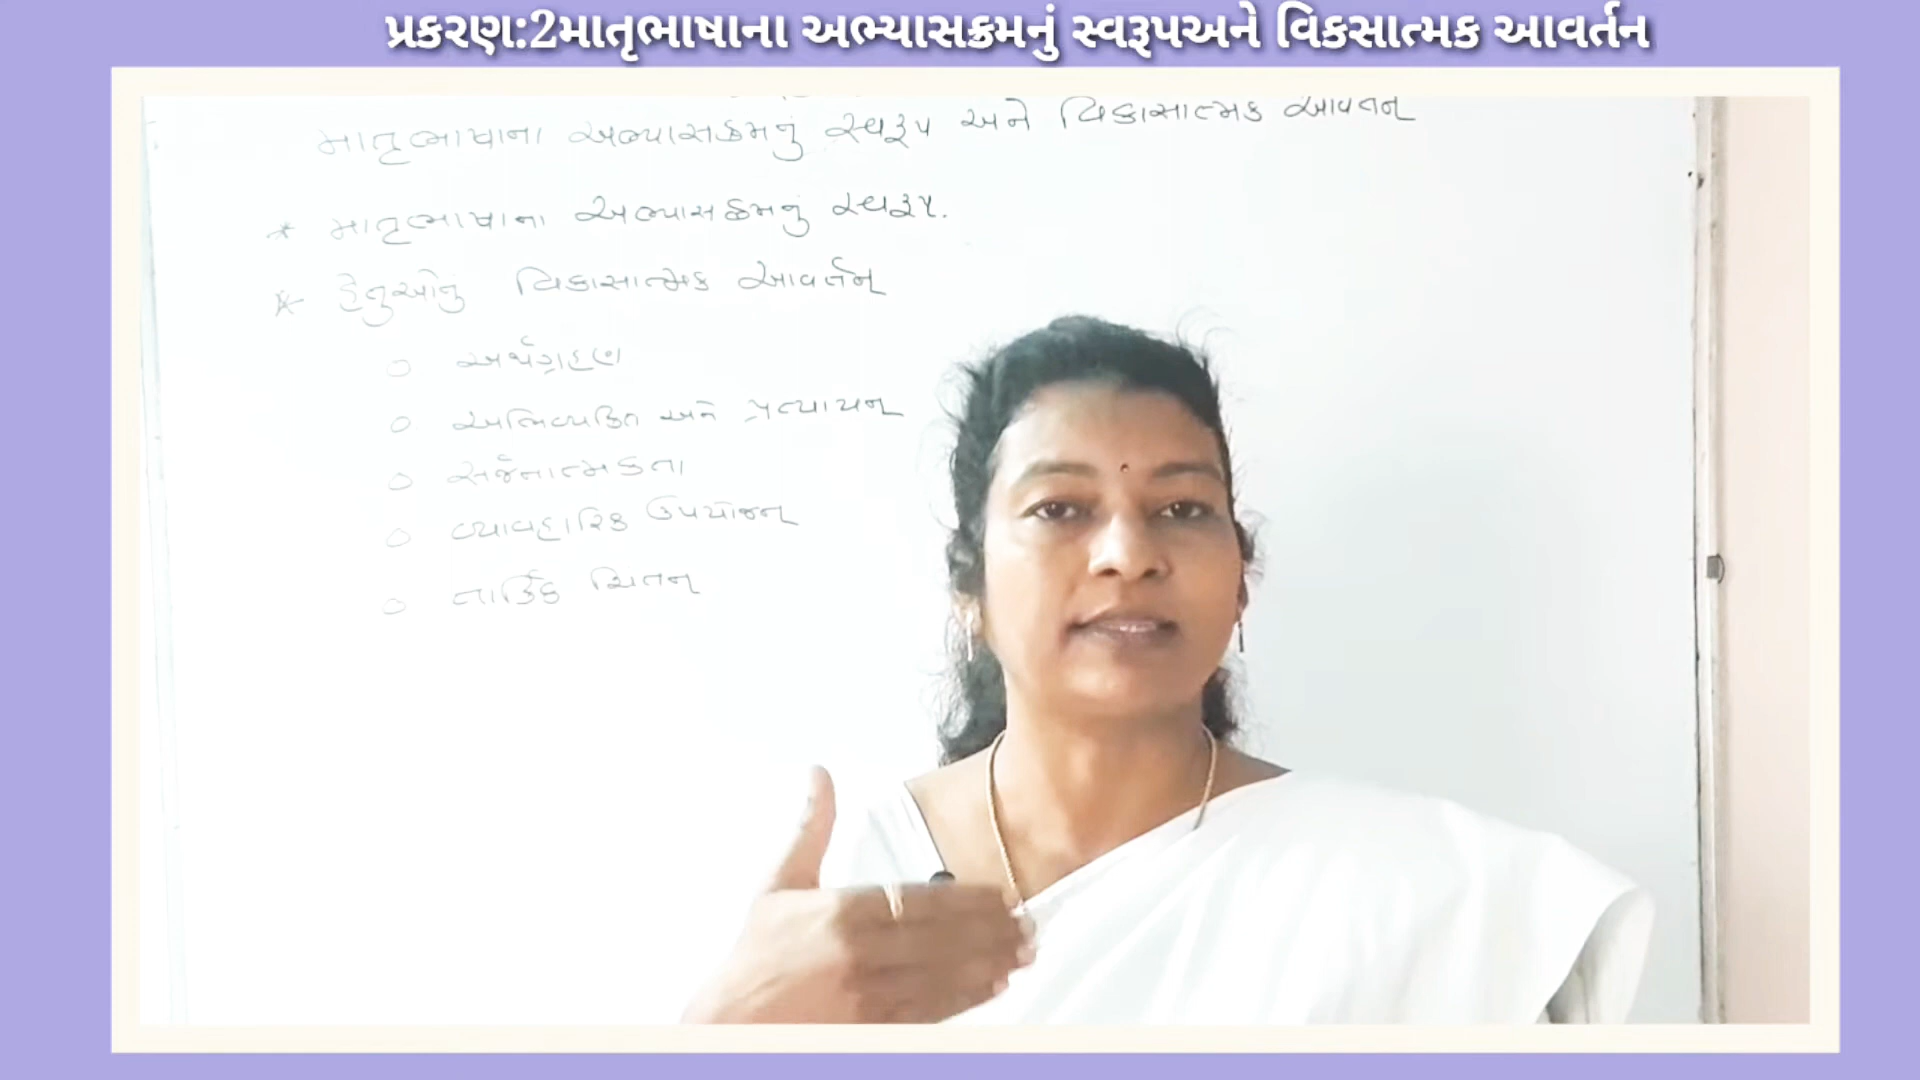 પ્રકરણ:2માતૃભાષાના અભ્યાસક્રમનું સ્વરૂપઅને વિકસાત્મક આવર્તન
માતૃભાષાના અભ્યાસક્રમનું સ્વરૂપ અને વિકાસાત્મક આવર્તન
* માતૃભાષાના અભ્યાસક્રમનું સ્વરૂપ.
* હેતુઓનું વિકાસાત્મક આવર્તન
○ અર્થગ્રહણ
○ અભિવ્યકિત અને પ્રત્યાયન
○ સર્જનાત્મકતા
○ વ્યાવહારિક ઉપયોજન
○ તાર્કિક ચિંતન